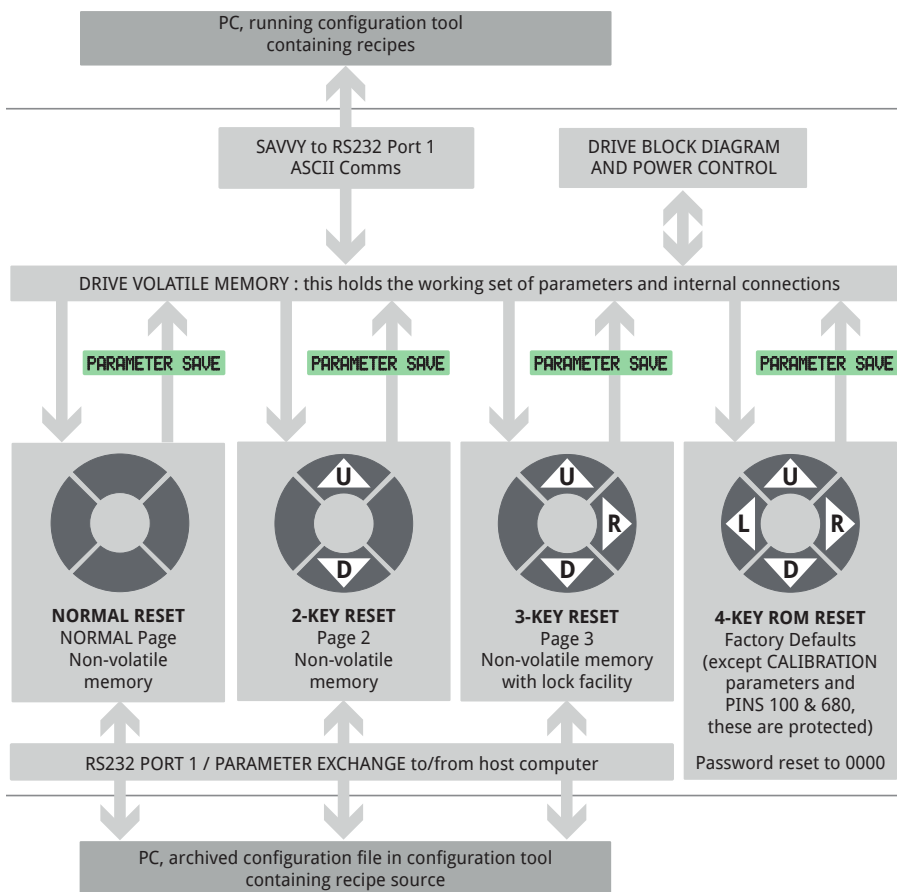 PC, running configuration tool
containing recipes
SAVVY to RS232 Port 1
ASCII Comms
DRIVE BLOCK DIAGRAM
AND POWER CONTROL
DRIVE VOLATILE MEMORY : this holds the working set of parameters and internal connections
PARAMETER SAVE
PARAMETER SAVE
PARAMETER SAVE
PARAMETER SAVE
U
D
U
R
D
U
L
R
D
NORMAL RESET
NORMAL Page
Non-volatile
memory
2-KEY RESET
Page 2
Non-volatile
memory
3-KEY RESET
Page 3
Non-volatile memory
with lock facility
4-KEY ROM RESET
Factory Defaults
(except CALIBRATION
parameters and
PINS 100 & 680,
these are protected)
Password reset to 0000
RS232 PORT 1 / PARAMETER EXCHANGE to/from host computer
PC, archived configuration file in configuration tool
containing recipe source